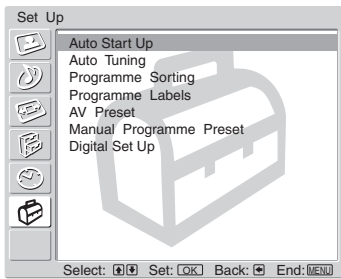 Set Up
Auto Start Up
Auto Tuning
Programme Sorting
Programme Labels
AV Preset
Manual Programme Preset
Digital Set Up
Select: Set: OK Back: End: MENU